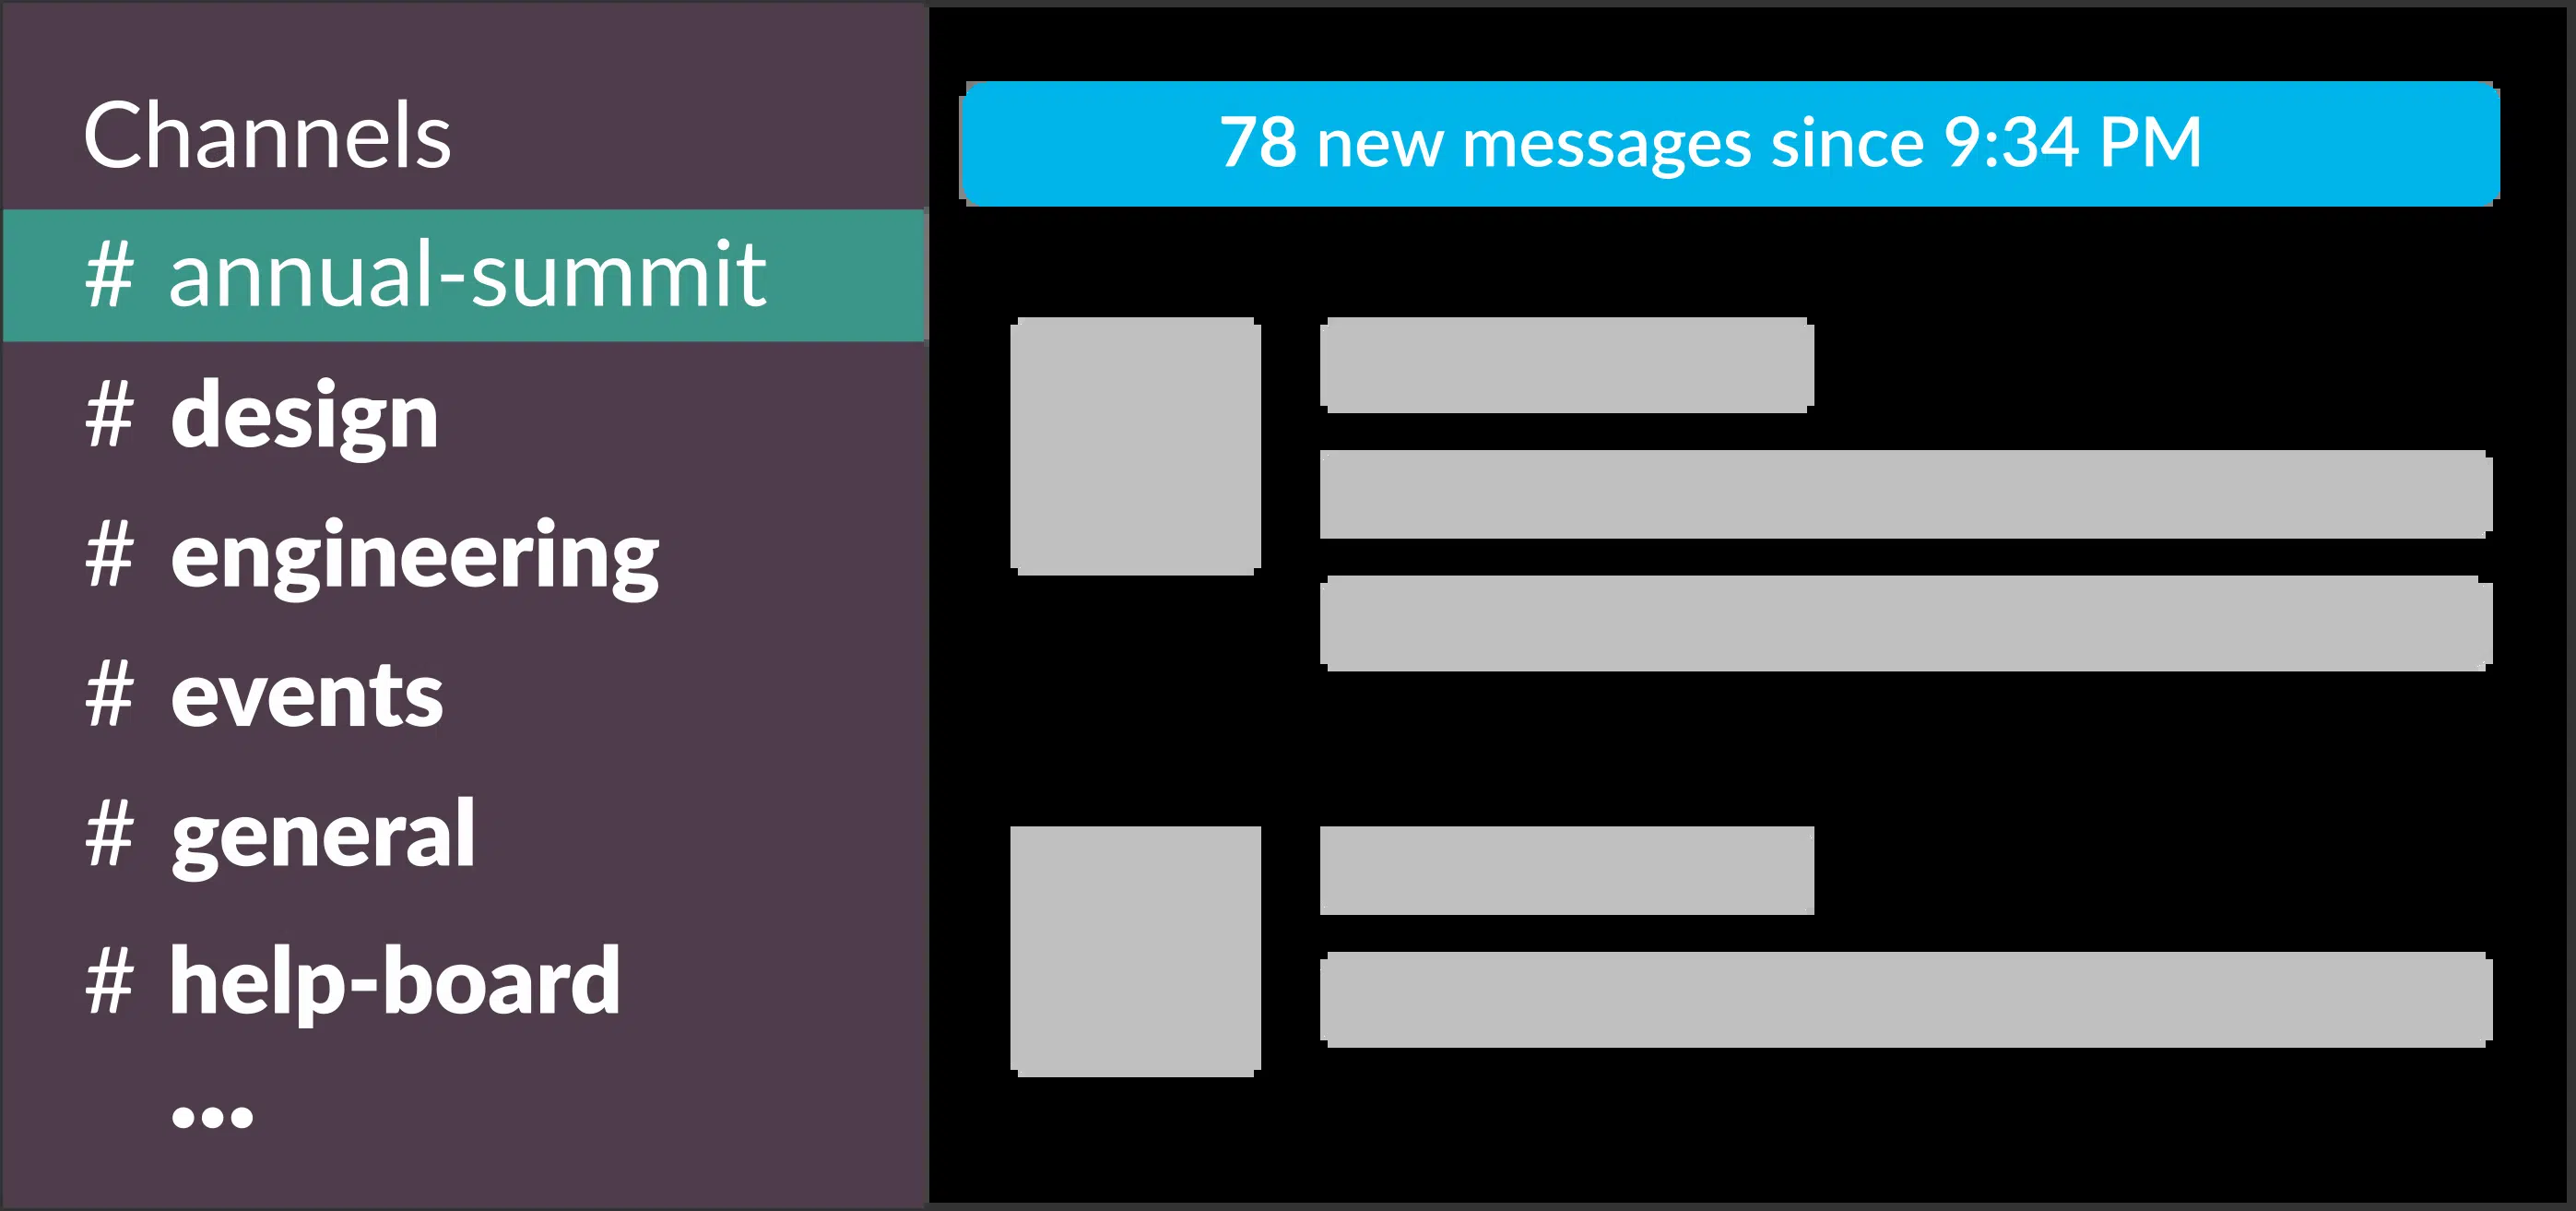 Channels
# annual-summit
# design
# engineering
# events
# general
# help-board
...
78 new messages since 9:34 PM